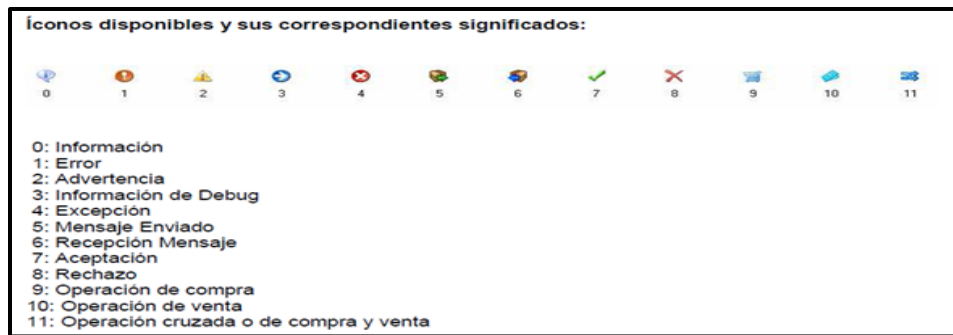 Íconos disponibles y sus correspondientes significados:
0 1 2 3 4 5 6 7 8 9 10 11
0: Información
1: Error
2: Advertencia
3: Información de Debug
4: Excepción
5: Mensaje Enviado
6: Recepción Mensaje
7: Aceptación
8: Rechazo
9: Operación de compra
10: Operación de venta
11: Operación cruzada o de compra y venta